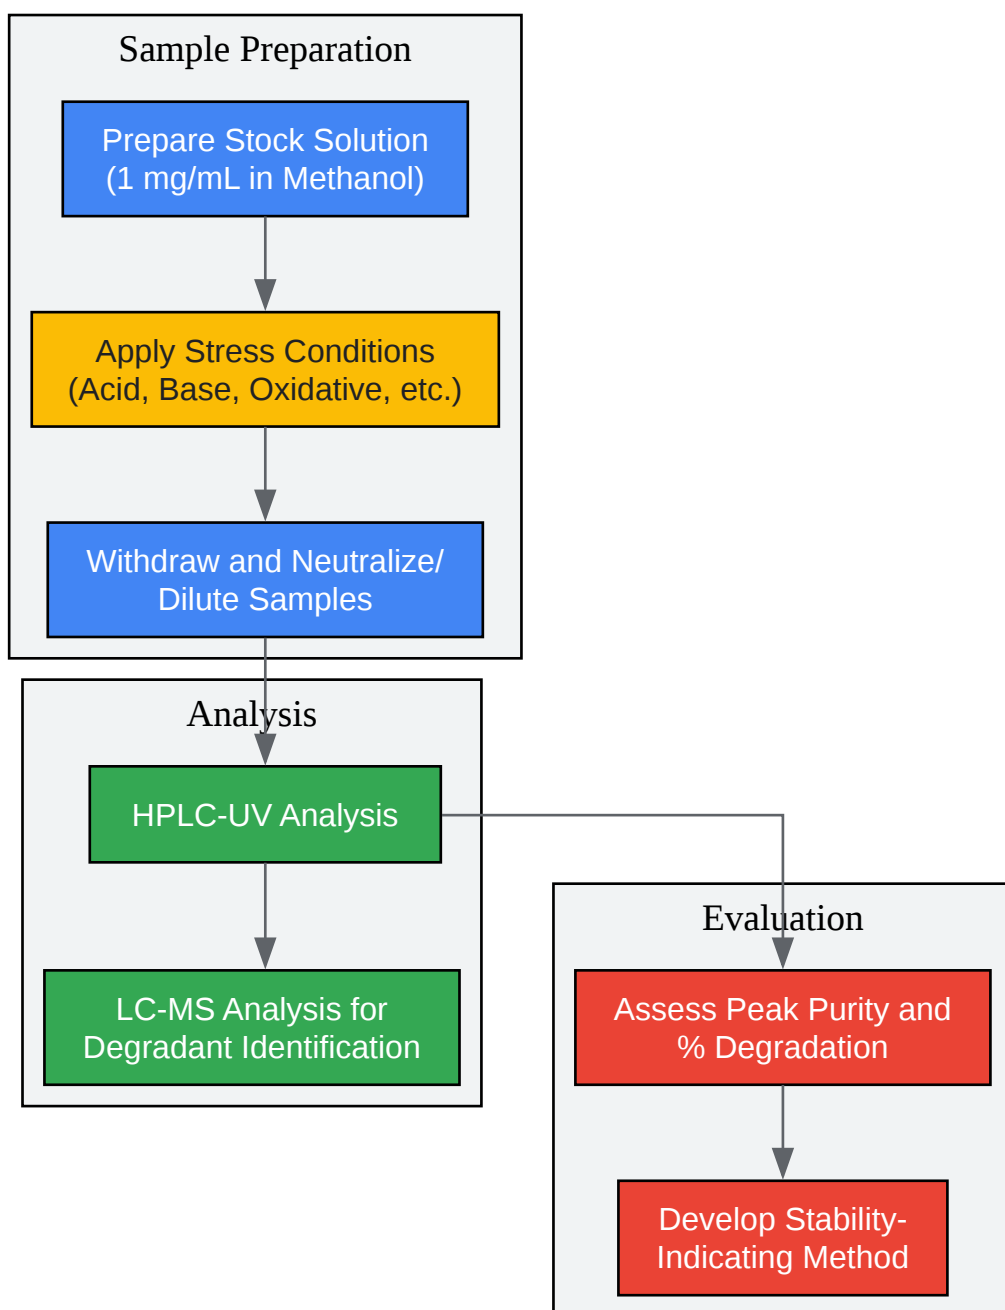 Sample Preparation
Prepare Stock Solution
(1 mg/mL in Methanol)
Apply Stress Conditions
(Acid, Base, Oxidative, etc.)
Withdraw and Neutralize/
Dilute Samples
Analysis
HPLC-UV Analysis
LC-MS Analysis for
Degradant Identification
Evaluation
Assess Peak Purity and
% Degradation
Develop Stability-
Indicating Method